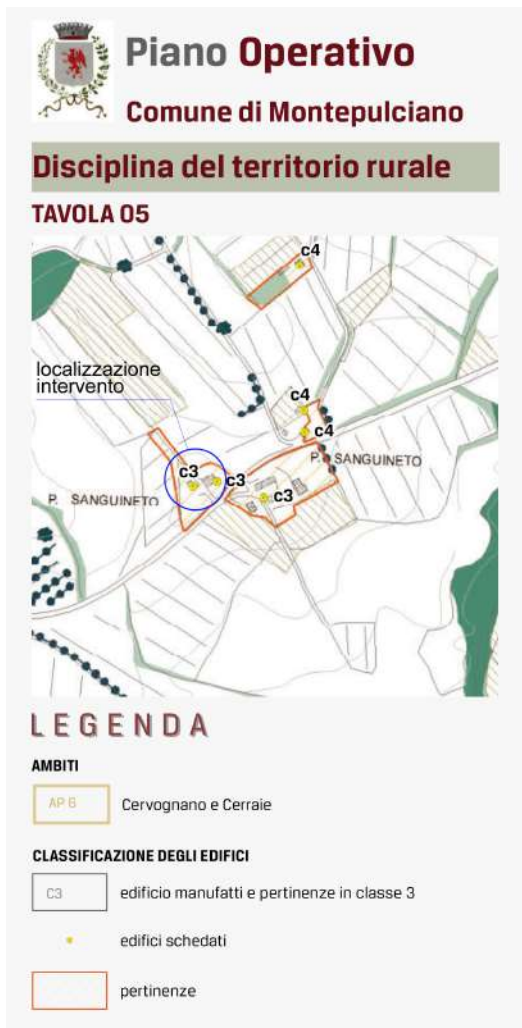 Piano Operativo
Comune di Montepulciano
Disciplina del territorio rurale
TAVOLA 05
c4
localizzazione
intervento
c4
c4
P. SANGUINETO
c3
c3
c3
P. SANGUINETO
LEGENDA
AMBITI
AP 6
Cervognano e Cerraie
CLASSIFICAZIONE DEGLI EDIFICI
C3
edificio manufatti e pertinenze in classe 3
edifici schedati
pertinenze